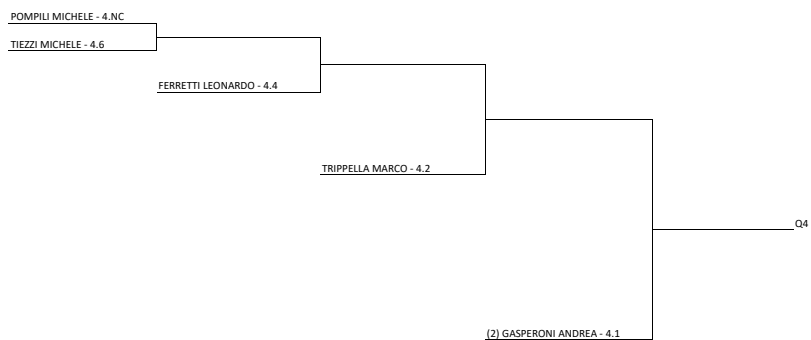 POMPILI MICHELE - 4.NC
TIEZZI MICHELE - 4.6
FERRETTI LEONARDO - 4.4
TRIPPELLA MARCO - 4.2
Q4
(2) GASPERONI ANDREA - 4.1